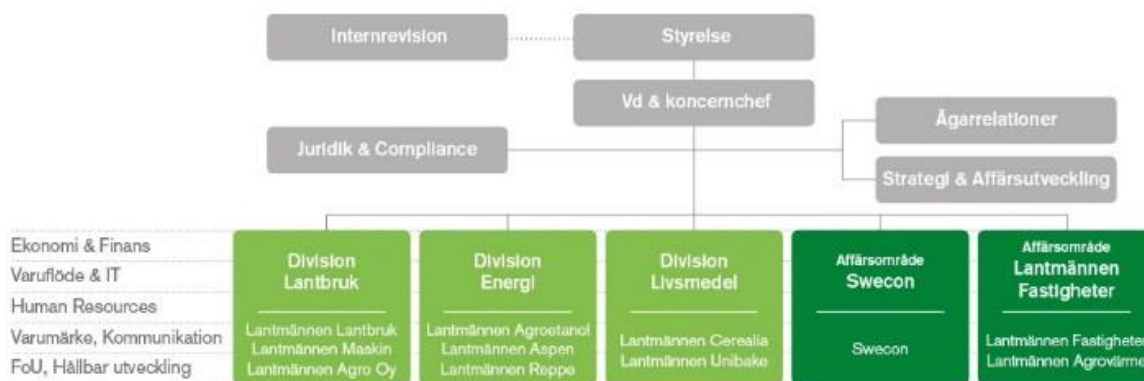 Internrevision
Styrelse
Vd & koncernchef
Ägarrelationer
Juridik & Compliance
Strategi & Affärsutveckling
Ekonomi & Finans
Varuflöde & IT
Human Resources
Varumärke, Kommunikation
FoU, Hållbar utveckling
Division
Lantbruk
Lantmännen Lantbruk
Lantmännen Maskin
Lantmännen Agro Oy
Division
Energi
Lantmännen Agroetanol
Lantmännen Aspen
Lantmännen Reppe
Division
Livsmedel
Lantmännen Cerealia
Lantmännen Unibake
Affärsområde
Swecon
Swecon
Affärsområde
Lantmännen
Fastigheter
Lantmännen Fastigheter
Lantmännen Agrovärme